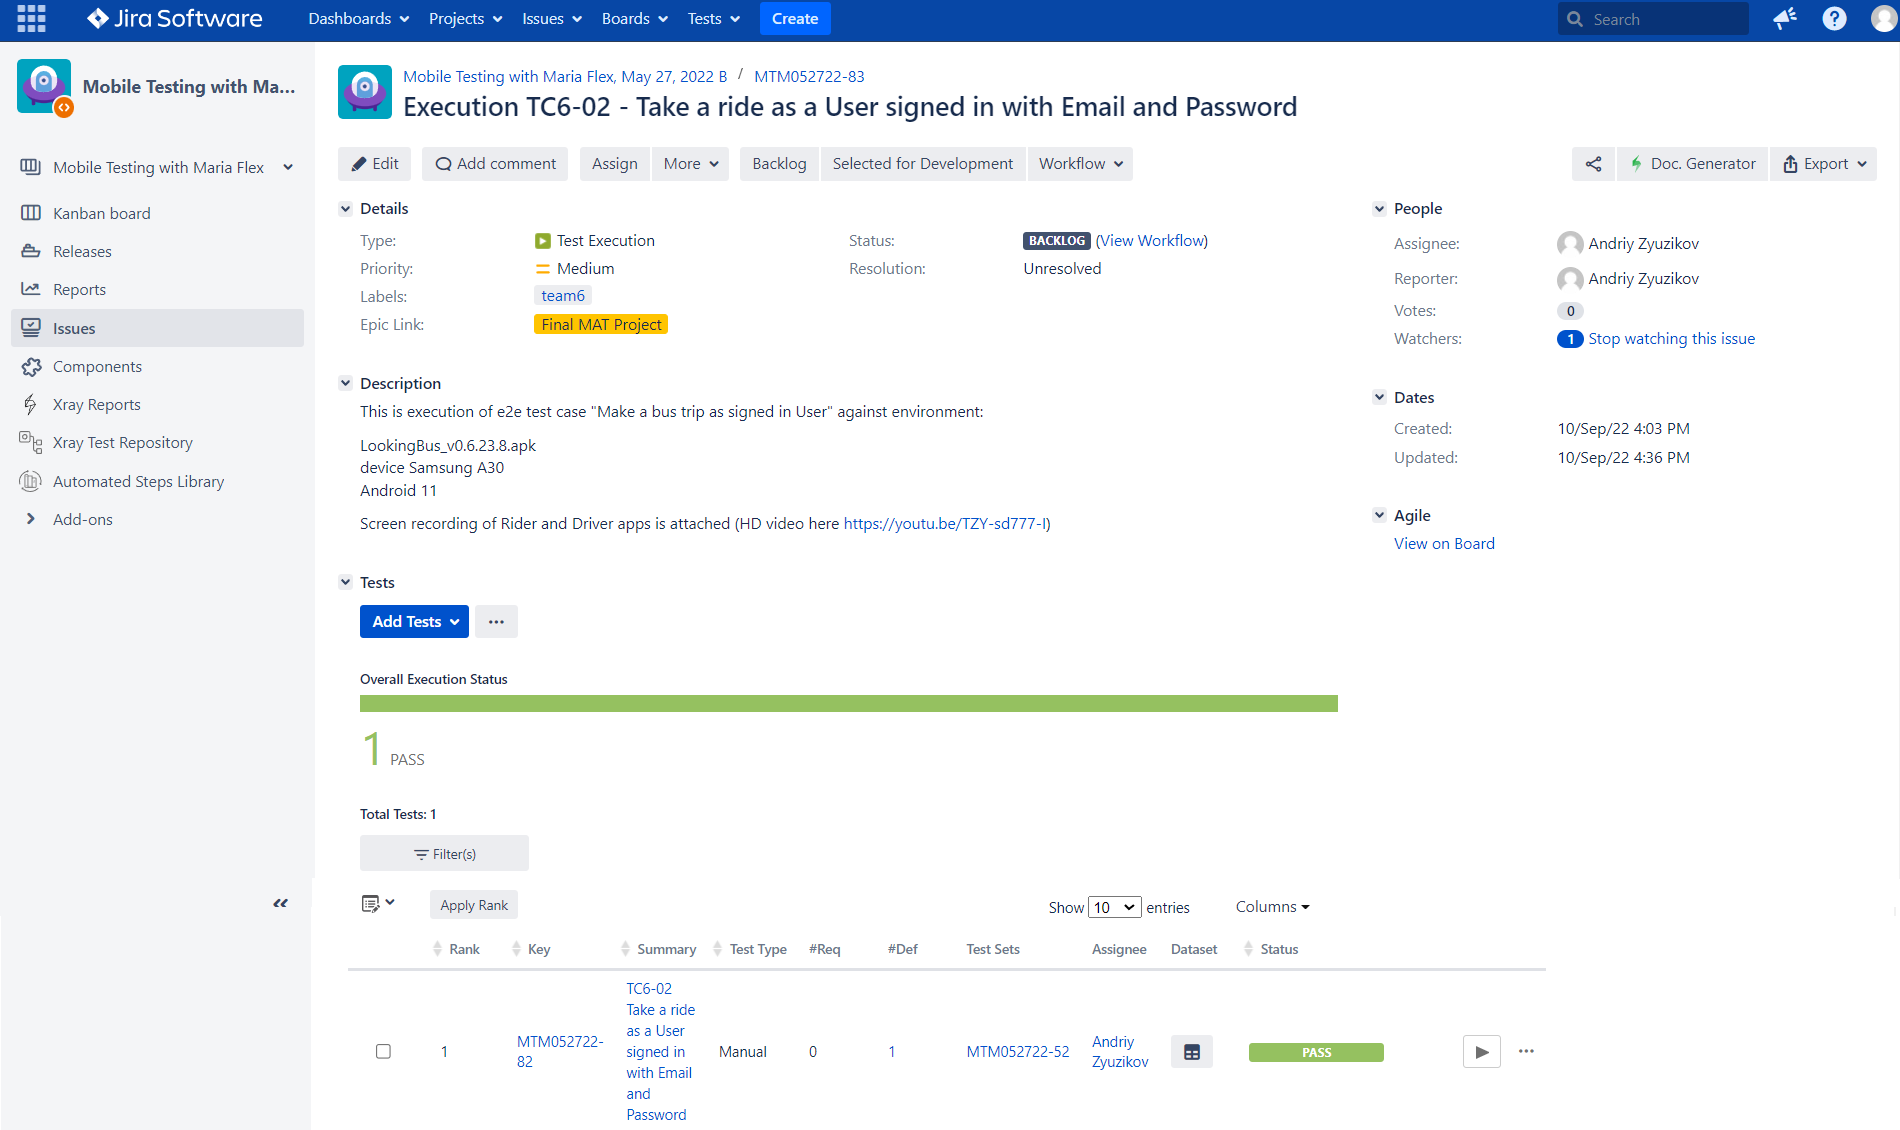 Jira Software
Dashboards Projects Issues Boards Tests Create
Search
Mobile Testing with Ma...
Mobile Testing with Maria Flex
Kanban board
Releases
Reports
Issues
Components
Xray Reports
Xray Test Repository
Automated Steps Library
Add-ons
Mobile Testing with Maria Flex, May 27, 2022 B / MTM052722-83
Execution TC6-02 - Take a ride as a User signed in with Email and Password
Edit Add comment Assign More Backlog Selected for Development Workflow Doc. Generator Export
Details
Type: Test Execution Status: BACKLOG (View Workflow)
Priority: Medium Resolution: Unresolved
Labels: team6
Epic Link: Final MAT Project
Description
This is execution of e2e test case "Make a bus trip as signed in User" against environment:
LookingBus_v0.6.23.8.apk
device Samsung A30
Android 11
Screen recording of Rider and Driver apps is attached (HD video here https://youtu.be/TZY-sd777-I)
People
Assignee: Andriy Zyuzikov
Reporter: Andriy Zyuzikov
Votes: 0
Watchers: 1 Stop watching this issue
Dates
Created: 10/Sep/22 4:03 PM
Updated: 10/Sep/22 4:36 PM
Agile
View on Board
Tests
Add Tests ...
Overall Execution Status
1 PASS
Total Tests: 1
Filter(s)
Apply Rank Show 10 entries Columns
Rank Key Summary Test Type #Req #Def Test Sets Assignee Dataset Status
1
MTM052722-
82
TC6-02
Take a ride
as a User
signed in
with Email
and
Password
Manual 0 1 MTM052722-52
Andriy
Zyuzikov
PASS
...